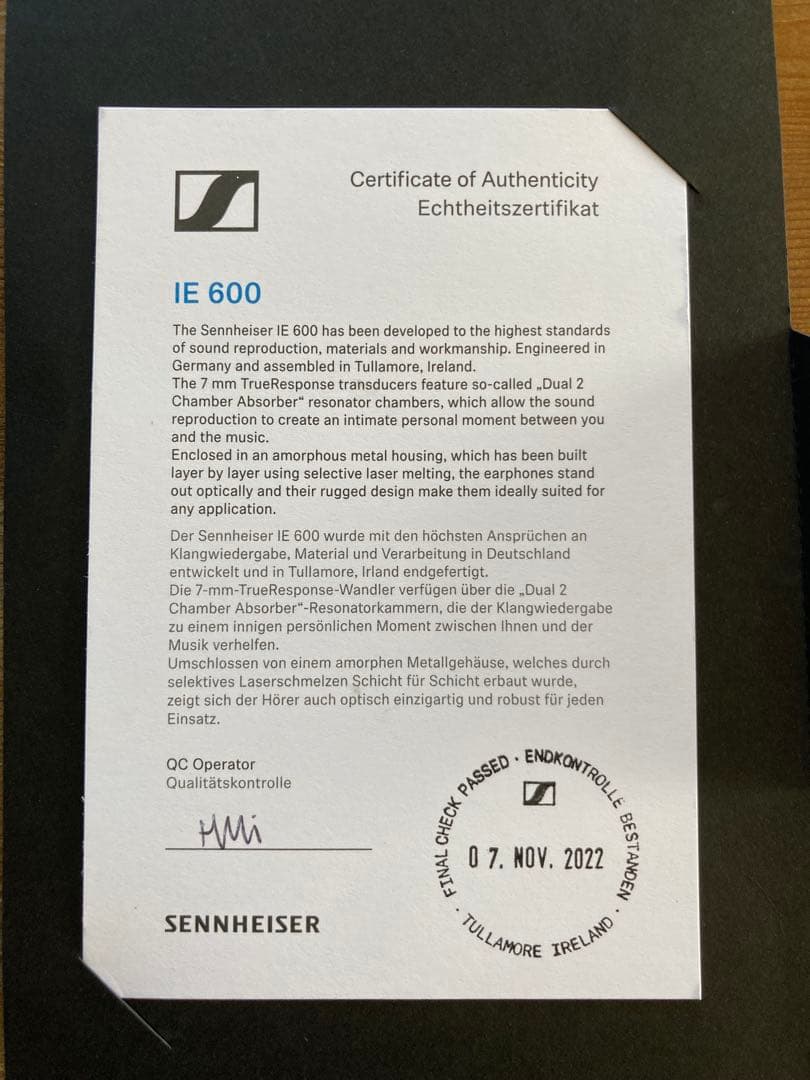 Certificate of Authenticity
Echtheitszertifikat
IE 600
The Sennheiser IE 600 has been developed to the highest standards
of sound reproduction, materials and workmanship. Engineered in
Germany and assembled in Tullamore, Ireland.
The 7 mm TrueResponse transducers feature so-called „Dual 2
Chamber Absorber“ resonator chambers, which allow the sound
reproduction to create an intimate personal moment between you
and the music.
Enclosed in an amorphous metal housing, which has been built
layer by layer using selective laser melting, the earphones stand
out optically and their rugged design make them ideally suited for
any application.
Der Sennheiser IE 600 wurde mit den höchsten Ansprüchen an
Klangwiedergabe, Material und Verarbeitung in Deutschland
entwickelt und in Tullamore, Irland endgefertigt.
Die 7-mm-TrueResponse-Wandler verfügen über die „Dual 2
Chamber Absorber“-Resonatorkammern, die der Klangwiedergabe
zu einem innigen persönlichen Moment zwischen Ihnen und der
Musik verhelfen.
Umschlossen von einem amorphen Metallgehäuse, welches durch
selektives Laserschmelzen Schicht für Schicht erbaut wurde,
zeigt sich der Hörer auch optisch einzigartig und robust für jeden
Einsatz.
QC Operator
Qualitätskontrolle
SENNHEISER
FINAL CHECK PASSED · ENDKONTROLLE BESTANDEN ·
07. NOV. 2022
· TULLAMORE IRELAND